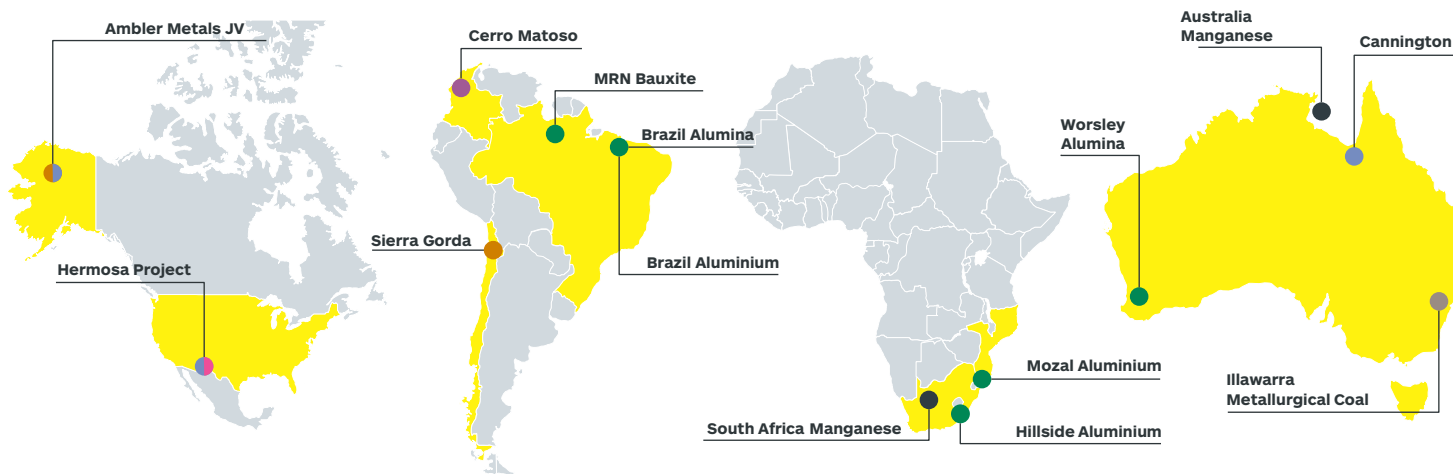 Ambler Metals JV
Hermosa Project
Cerro Matoso
MRN Bauxite
Brazil Alumina
Sierra Gorda
Brazil Aluminium
Mozal Aluminium
South Africa Manganese
Hillside Aluminium
Australia
Manganese
Cannington
Worsley
Alumina
Illawarra
Metallurgical Coal